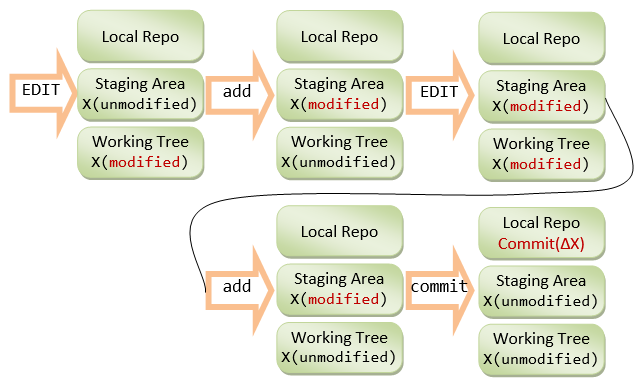 EDIT
Local Repo
Staging Area
X(unmodified)
Working Tree
X(modified)
add
Local Repo
Staging Area
X(modified)
Working Tree
X(unmodified)
EDIT
Local Repo
Staging Area
X(modified)
Working Tree
X(modified)
add
Local Repo
Staging Area
X(modified)
Working Tree
X(unmodified)
commit
Local Repo
Commit(ΔX)
Staging Area
X(unmodified)
Working Tree
X(unmodified)